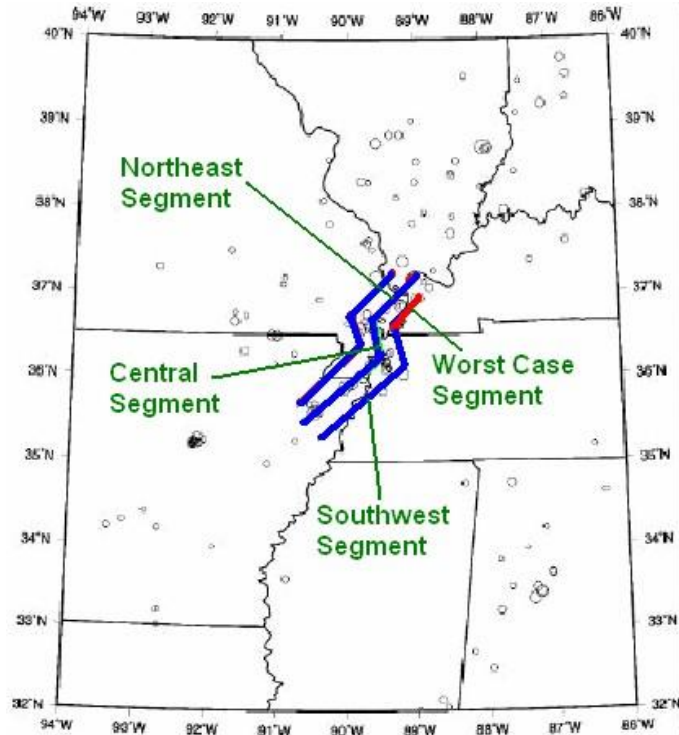 94°W 93°W 92°W 91°W 90°W 89°W 88°W 87°W 86°W
40°N 40°N
39°N 39°N
38°N 38°N
37°N 37°N
36°N 36°N
35°N 35°N
34°N 34°N
33°N 33°N
32°N 32°N
94°W 93°W 92°W 91°W 90°W 89°W 88°W 87°W 86°W
Northeast
Segment
Central
Segment
Worst Case
Segment
Southwest
Segment